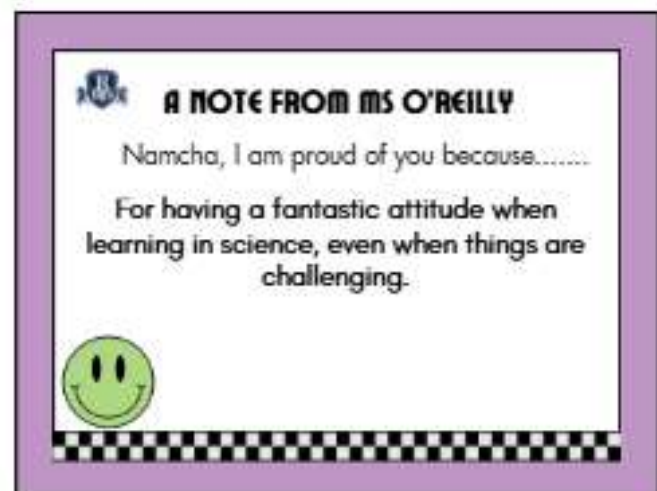 A NOTE FROM MS O'REILLY
Namcha, I am proud of you because.......
For having a fantastic attitude when
learning in science, even when things are
challenging.